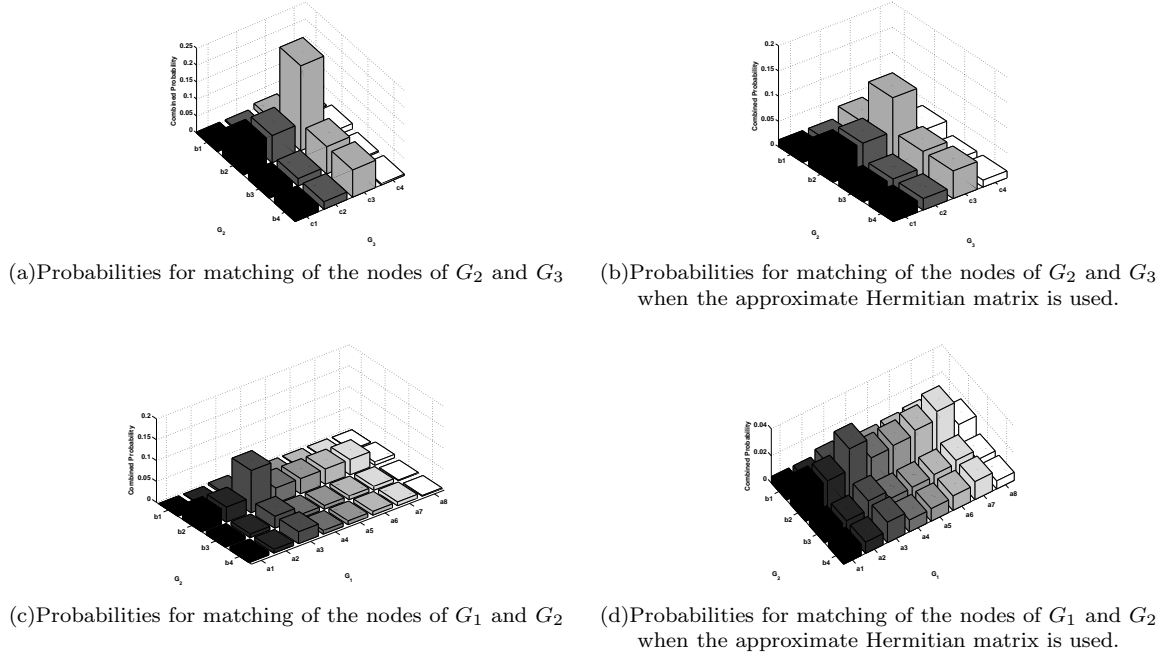 0.25
0.2
0.15
0.1
0.05
0
Combined Probability
b1
b2
b3
b4
c1
c2
c3
c4
G2
G3
(a)Probabilities for matching of the nodes of G2 and G3
0.2
0.15
0.1
0.05
0
Combined Probability
b1
b2
b3
b4
c1
c2
c3
c4
G2
G3
(b)Probabilities for matching of the nodes of G2 and G3
when the approximate Hermitian matrix is used.
0.2
0.15
0.1
0.05
0
Combined Probability
b1
b2
b3
b4
a1
a2
a3
a4
a5
a6
a7
a8
G2
G1
(c)Probabilities for matching of the nodes of G1 and G2
0.04
0.02
0
Combined Probability
b1
b2
b3
b4
a1
a2
a3
a4
a5
a6
a7
a8
G2
G1
(d)Probabilities for matching of the nodes of G1 and G2
when the approximate Hermitian matrix is used.